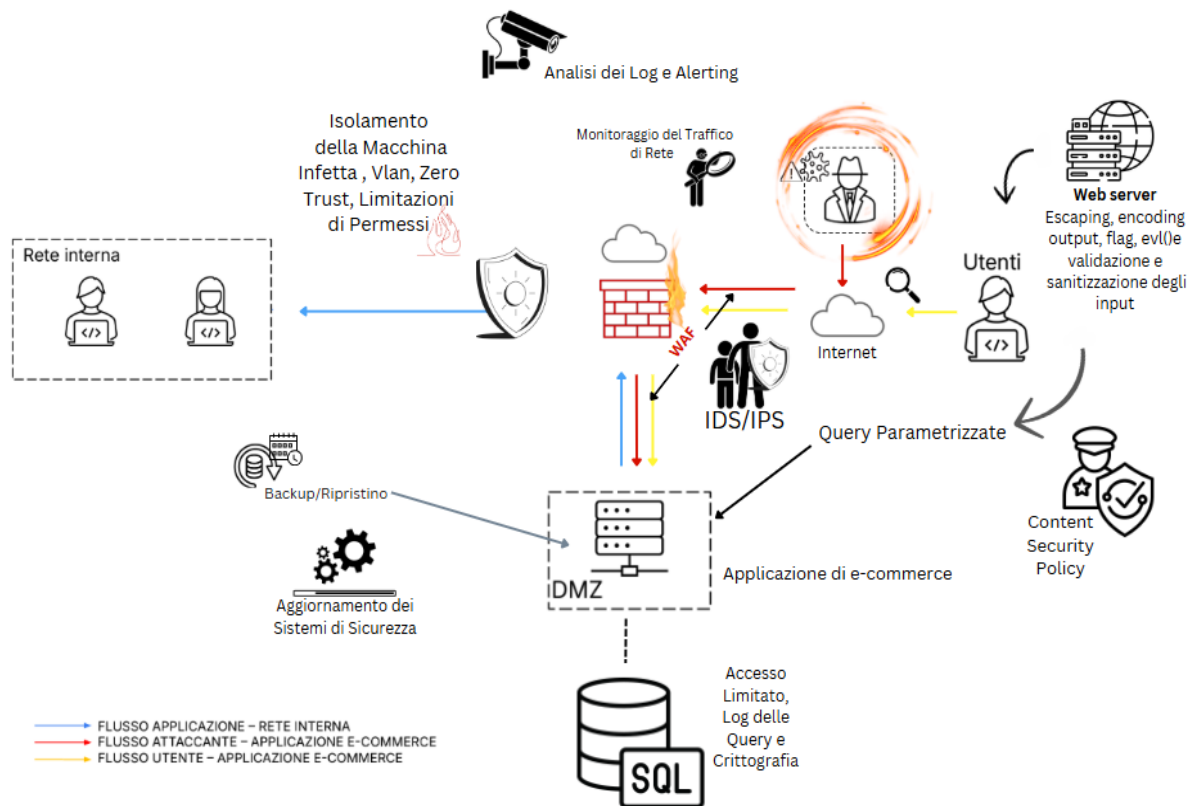 Analisi dei Log e Alerting
Isolamento
della Macchina
Infetta , Vlan, Zero
Trust, Limitazioni
di Permessi
Monitoraggio del Traffico
di Rete
Web server
Escaping, encoding
output, flag, evl()e
validazione e
sanitizzazione degli
input
Rete interna
Utenti
Internet
WAF
IDS/IPS
Query Parametrizzate
Backup/Ripristino
Content
Security
Policy
Applicazione di e-commerce
DMZ
Aggiornamento dei
Sistemi di Sicurezza
Accesso
Limitato,
Log delle
Query e
Crittografia
SQL
FLUSSO APPLICAZIONE – RETE INTERNA
FLUSSO ATTACCANTE – APPLICAZIONE E-COMMERCE
FLUSSO UTENTE – APPLICAZIONE E-COMMERCE